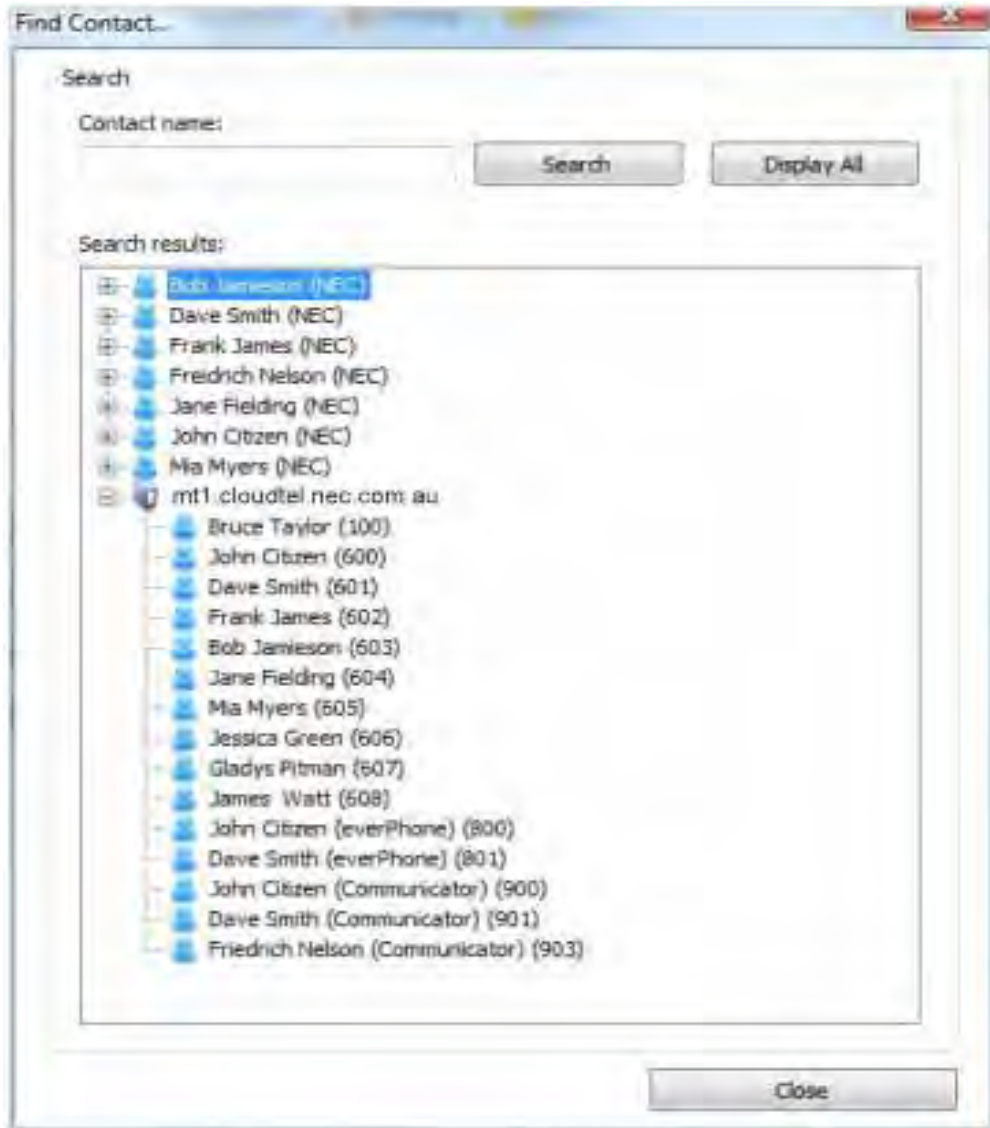 Find Contact...
Search
Contact name:
Search
Display All
Search results:
Bob Jamieson (NEC)
Dave Smith (NEC)
Frank James (NEC)
Freidrich Nelson (NEC)
Jane Fielding (NEC)
John Citizen (NEC)
Mia Myers (NEC)
mt1.cloudtel.nec.com.au
Bruce Taylor (100)
John Citizen (600)
Dave Smith (601)
Frank James (602)
Bob Jamieson (603)
Jane Fielding (604)
Mia Myers (605)
Jessica Green (606)
Gladys Pitman (607)
James Watt (608)
John Citizen (everPhone) (800)
Dave Smith (everPhone) (801)
John Citizen (Communicator) (900)
Dave Smith (Communicator) (901)
Friedrich Nelson (Communicator) (903)
Close